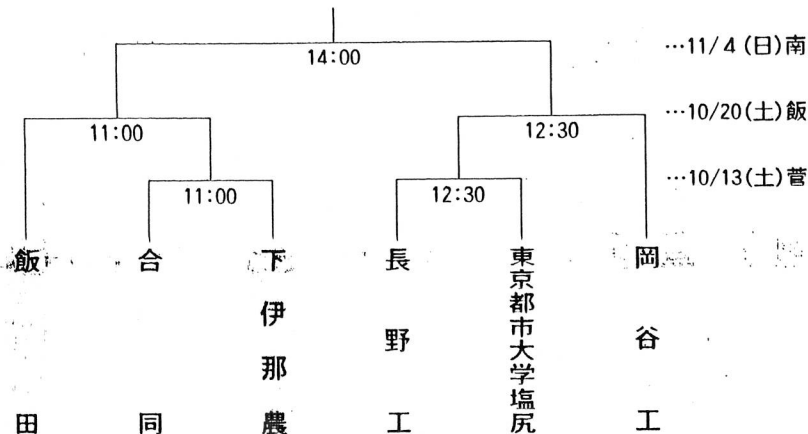 …11/4(日)南
14:00
…10/20(土)飯
11:00
12:30
…10/13(土)菅
11:00
12:30
飯田
合同
下伊那農
長野工
東京都市大学塩尻
岡谷工